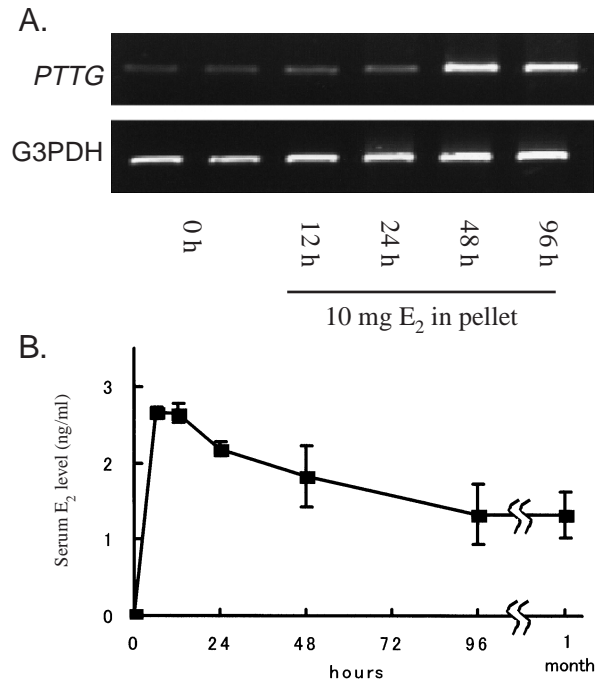 A.
PTTG
G3PDH
0 h 12 h 24 h 48 h 96 h
10 mg E₂ in pellet
B.
Serum E₂ level (ng/ml)
3
2
1
0
0 24 48 72 96 1
month
hours